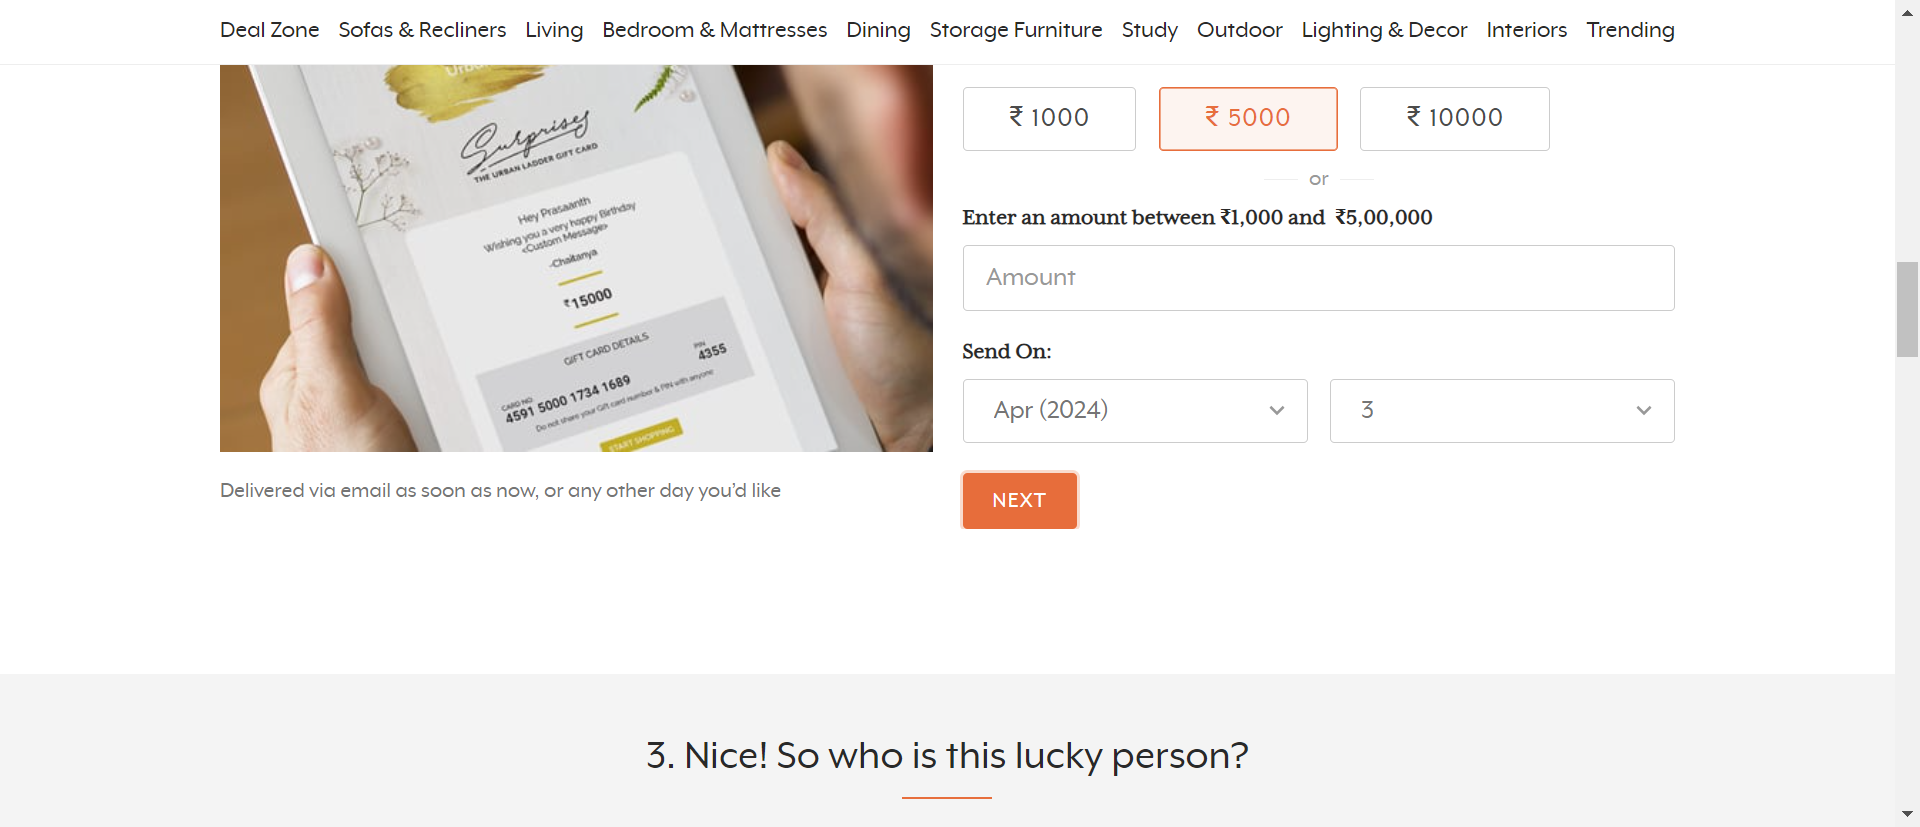 Deal Zone Sofas & Recliners Living Bedroom & Mattresses Dining Storage Furniture Study Outdoor Lighting & Decor Interiors Trending
Surprises
THE URBAN LADDER GIFT CARD
Hey Prasaanth
Wishing you a very happy Birthday
<Custom Message>
-Chaitanya
₹15000
GIFT CARD DETAILS
CARD NO. PIN
4591 5000 1734 1689 4355
Do not share your Gift card number & PIN with anyone
START SHOPPING
Delivered via email as soon as now, or any other day you’d like
₹ 1000 ₹ 5000 ₹ 10000
or
Enter an amount between ₹1,000 and ₹5,00,000
Amount
Send On:
Apr (2024) 3
NEXT
3. Nice! So who is this lucky person?